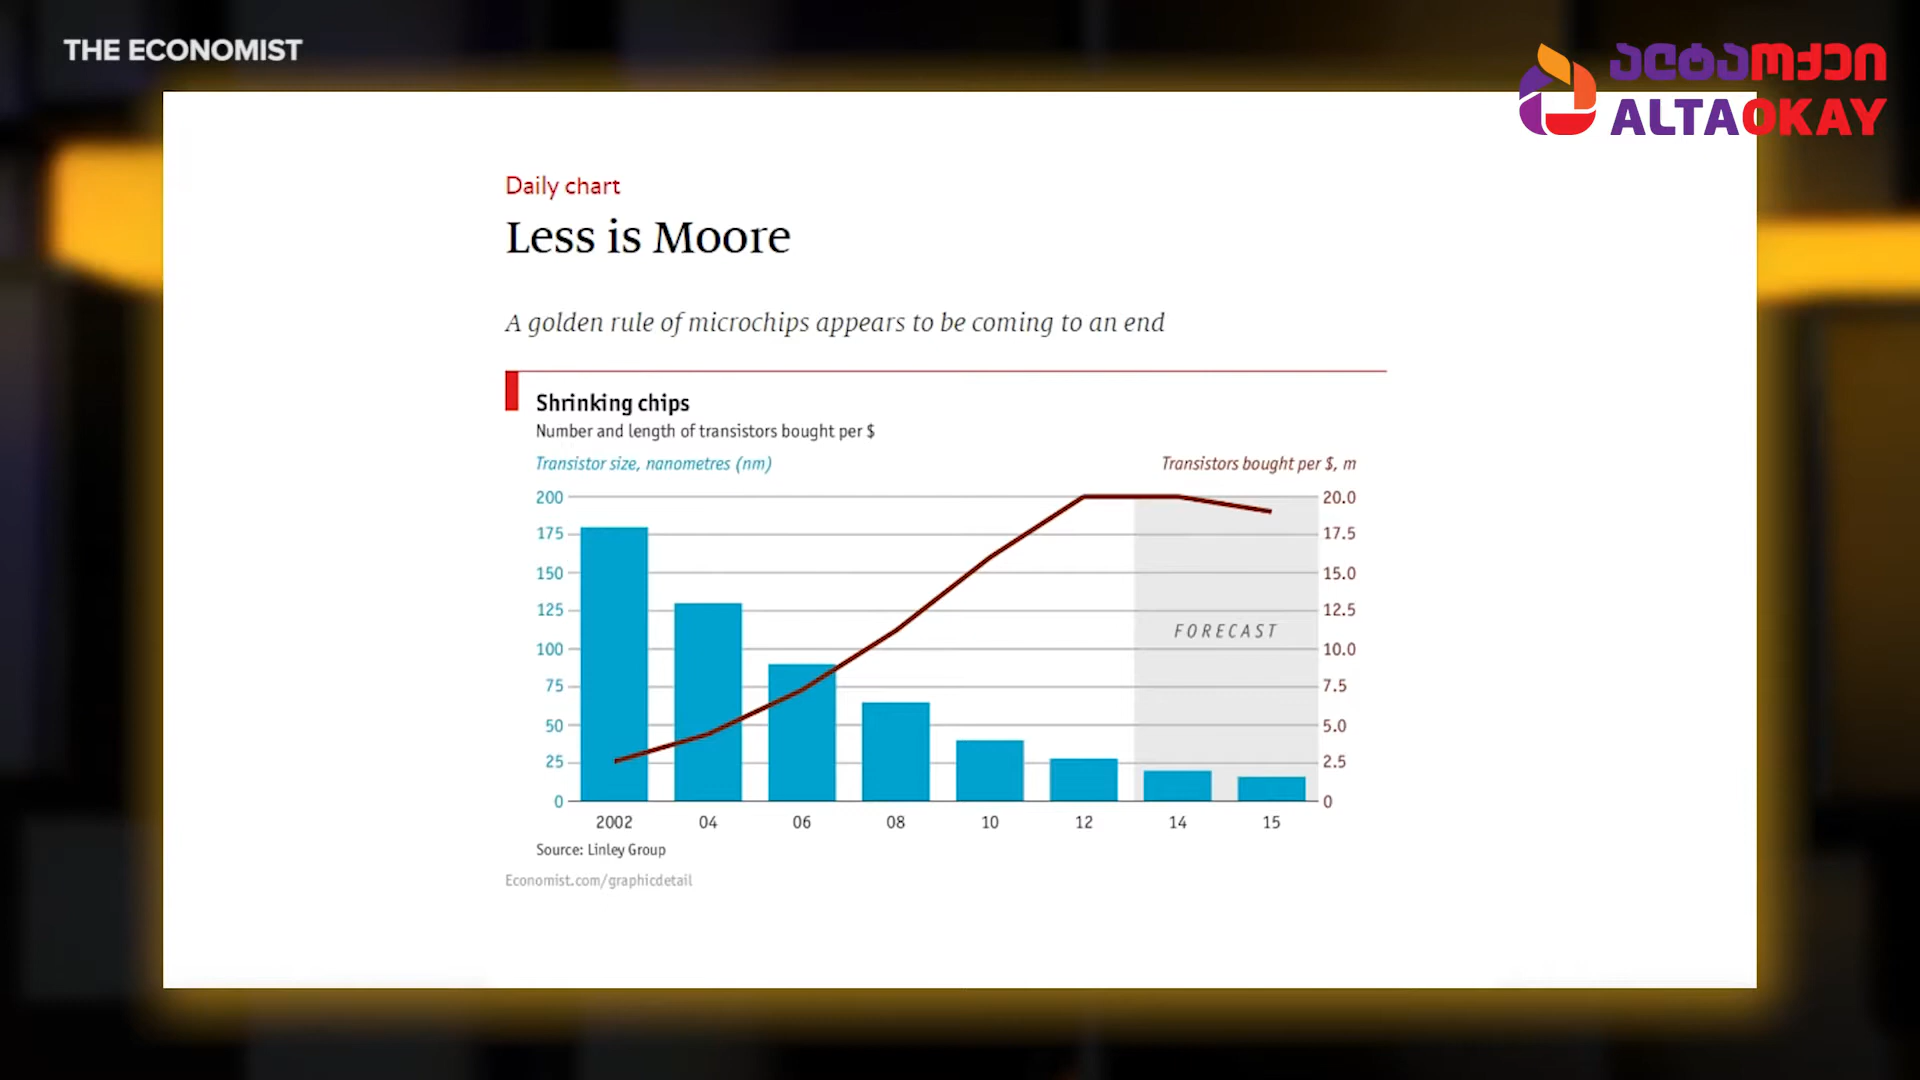 THE ECONOMIST
ალტაოქეი
ALTAOKAY
Daily chart
Less is Moore
A golden rule of microchips appears to be coming to an end
Shrinking chips
Number and length of transistors bought per $
Transistor size, nanometres (nm)
Transistors bought per $, m
200 20.0
175 17.5
150 15.0
125 12.5
FORECAST
100 10.0
75 7.5
50 5.0
25 2.5
0 0
2002 04 06 08 10 12 14 15
Source: Linley Group
Economist.com/graphicdetail